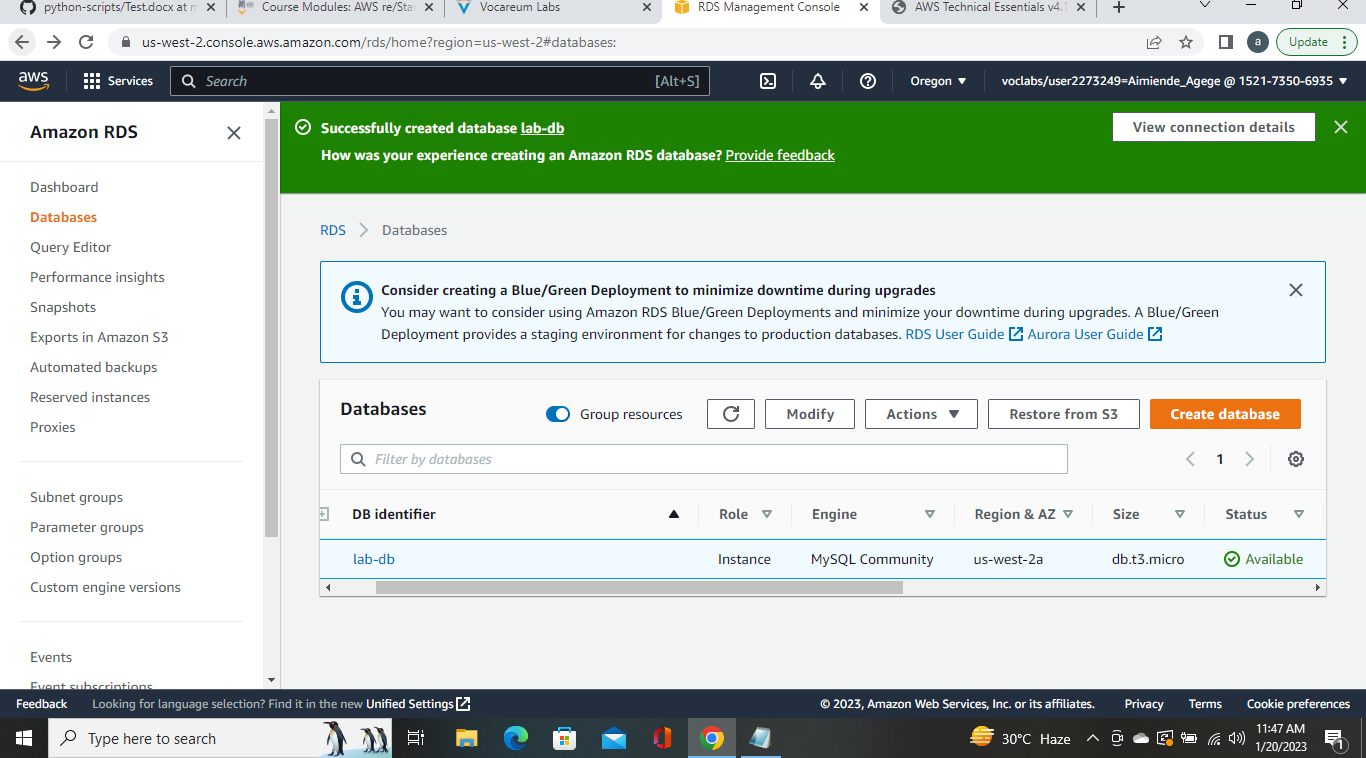 python-scripts/Test.docx at m
Course Modules: AWS re/Sta
Vocareum Labs
RDS Management Console
AWS Technical Essentials v4.1
us-west-2.console.aws.amazon.com/rds/home?region=us-west-2#databases:
a
Update
aws
Services
Search
[Alt+S]
Oregon
voclabs/user2273249=Aimiende_Agege @ 1521-7350-6935
Amazon RDS
Dashboard
Databases
Query Editor
Performance insights
Snapshots
Exports in Amazon S3
Automated backups
Reserved instances
Proxies
Subnet groups
Parameter groups
Option groups
Custom engine versions
Events
Event subscriptions
Successfully created database lab-db
How was your experience creating an Amazon RDS database? Provide feedback
View connection details
RDS
Databases
Consider creating a Blue/Green Deployment to minimize downtime during upgrades
You may want to consider using Amazon RDS Blue/Green Deployments and minimize your downtime during upgrades. A Blue/Green
Deployment provides a staging environment for changes to production databases. RDS User Guide Aurora User Guide
Databases
Group resources
Modify
Actions
Restore from S3
Create database
Filter by databases
1
DB identifier Role Engine Region & AZ Size Status
lab-db Instance MySQL Community us-west-2a db.t3.micro Available
Feedback
Looking for language selection? Find it in the new Unified Settings
© 2023, Amazon Web Services, Inc. or its affiliates.
Privacy
Terms
Cookie preferences
Type here to search
30°C Haze
11:47 AM
1/20/2023
1